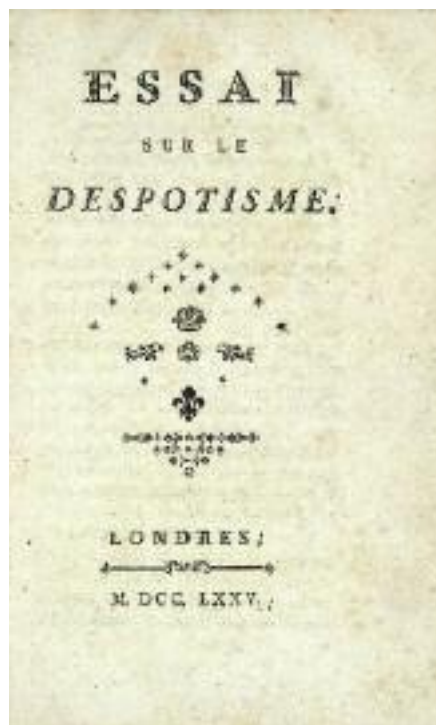 ESSAI
SUR LE
DESPOTISME.
LONDRES;
M. DCC. LXXV.